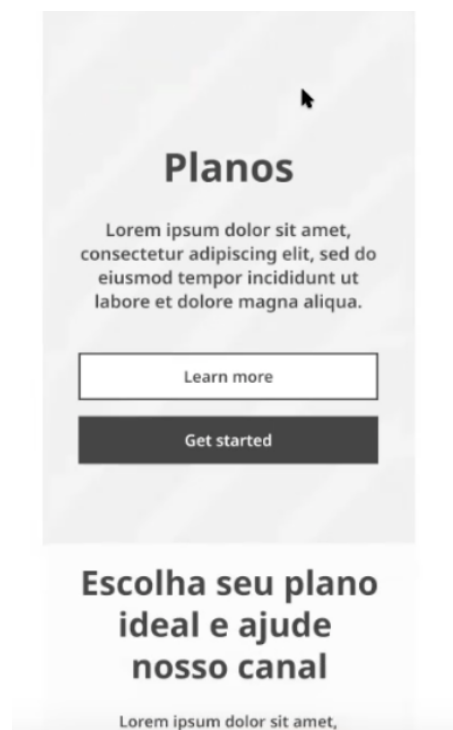 Planos
Lorem ipsum dolor sit amet,
consectetur adipiscing elit, sed do
eiusmod tempor incididunt ut
labore et dolore magna aliqua.
Learn more
Get started
Escolha seu plano
ideal e ajude
nosso canal
Lorem ipsum dolor sit amet,